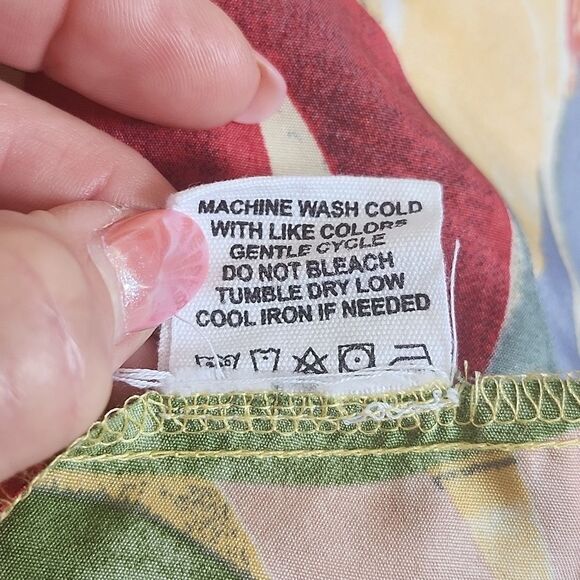 MACHINE WASH COLD
WITH LIKE COLORS
GENTLE CYCLE
DO NOT BLEACH
TUMBLE DRY LOW
COOL IRON IF NEEDED